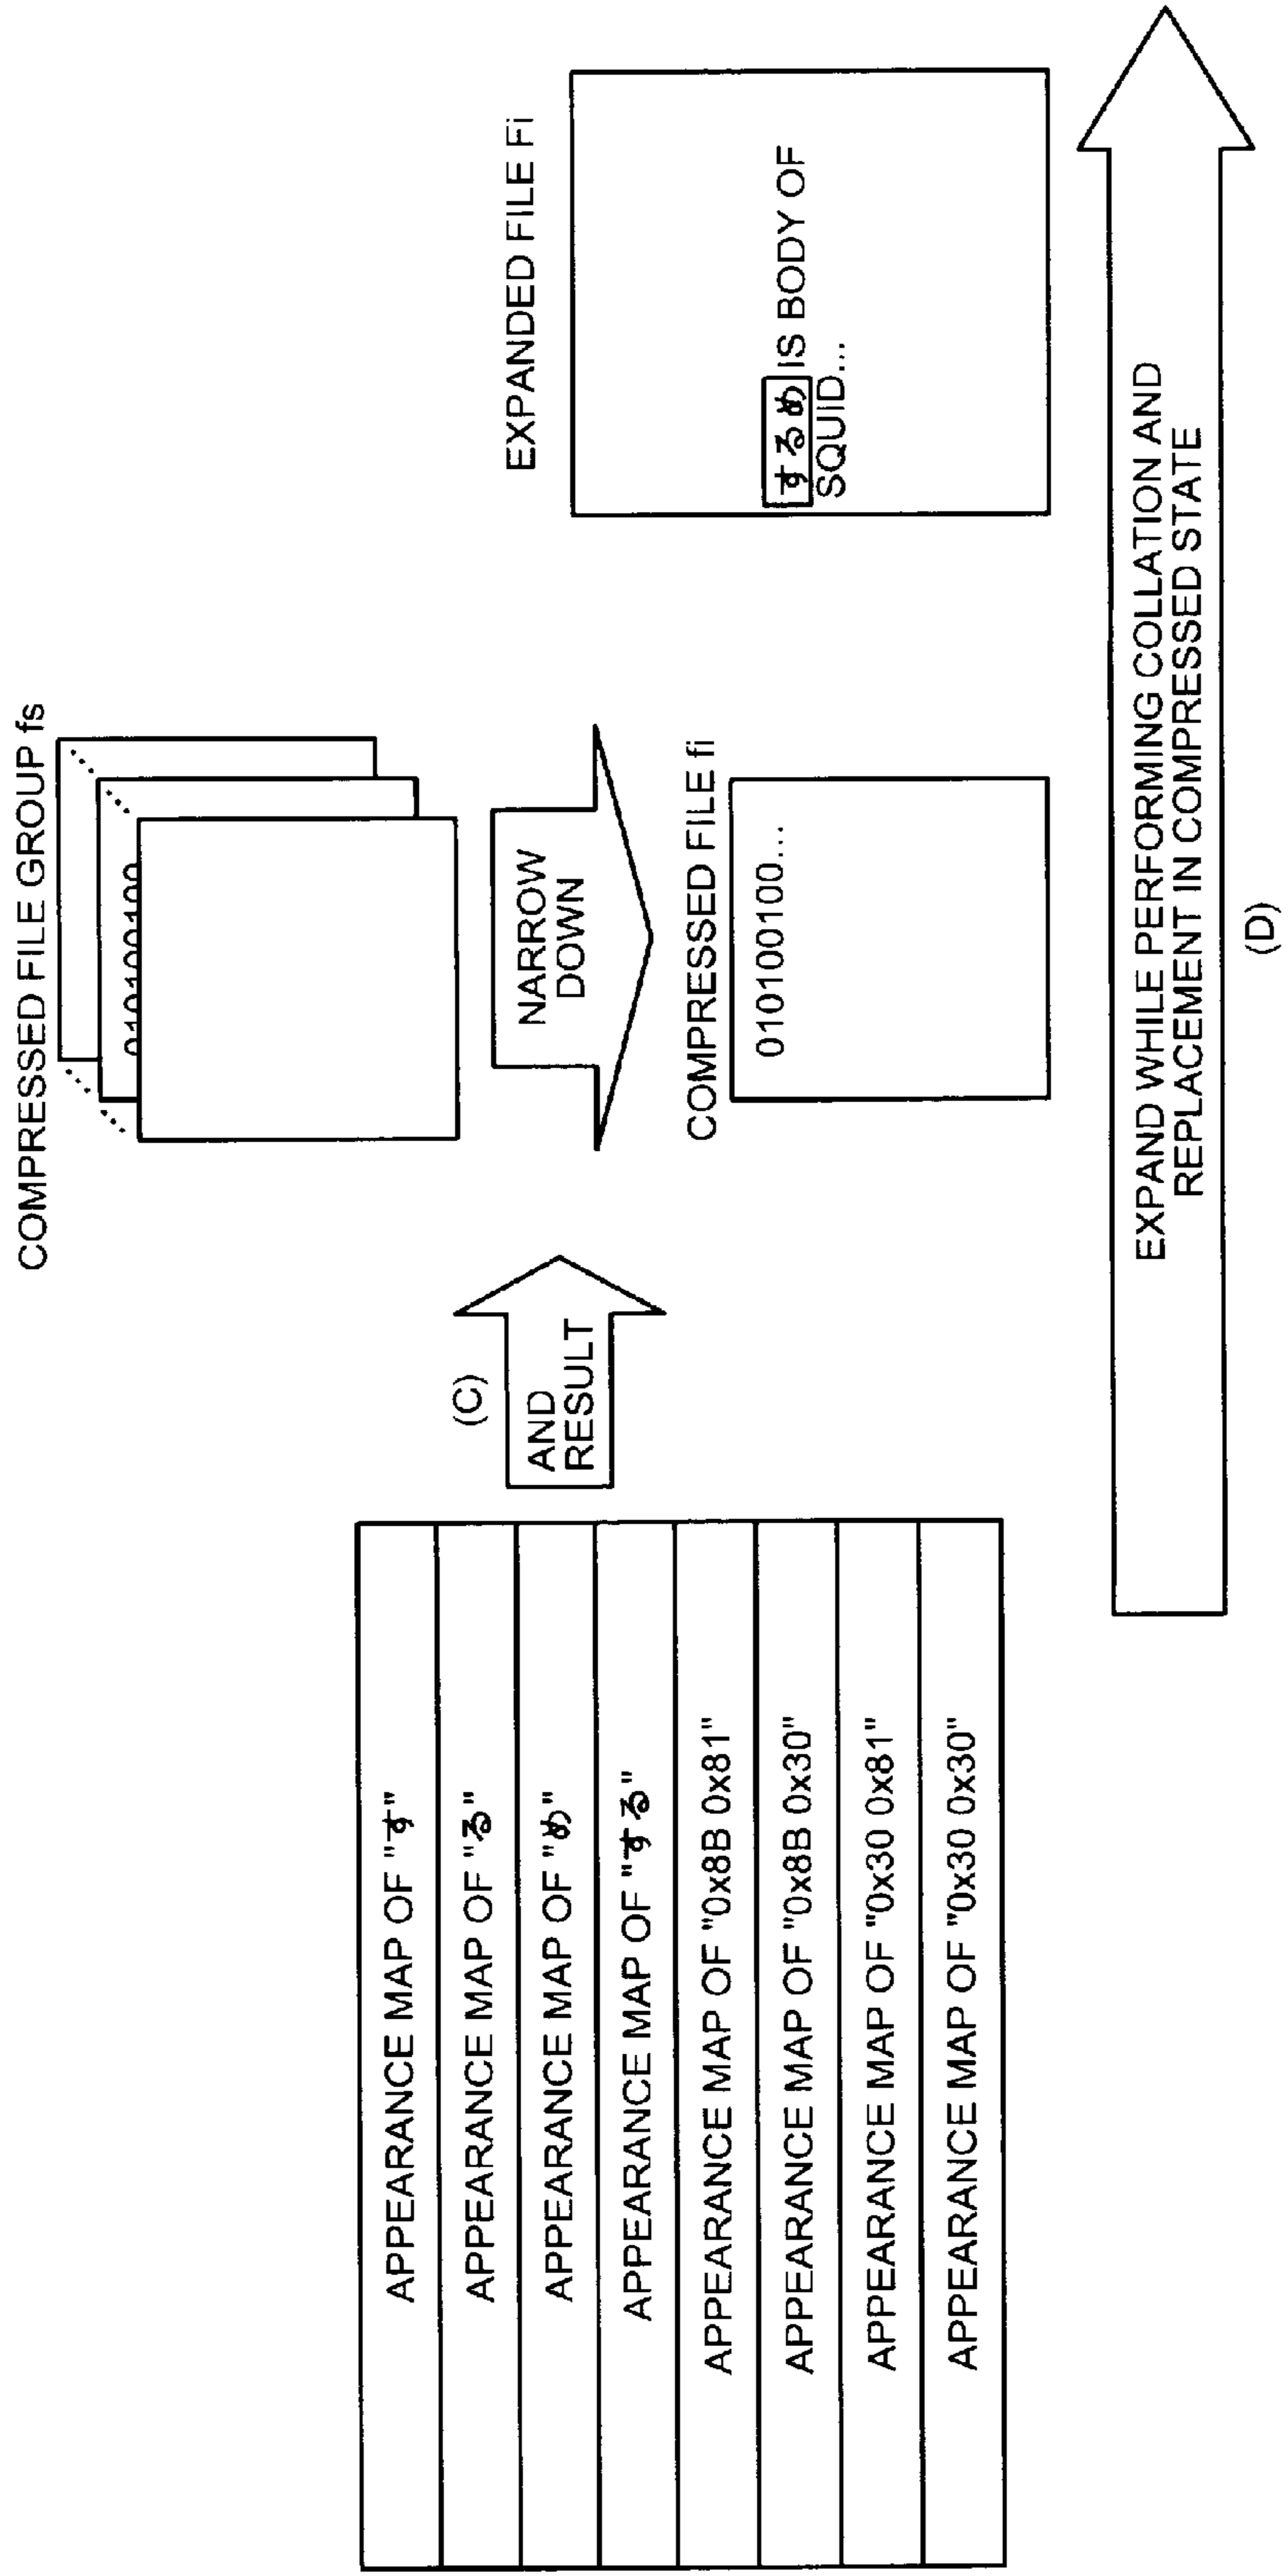 APPEARANCE MAP OF "す"
APPEARANCE MAP OF "る"
APPEARANCE MAP OF "め"
APPEARANCE MAP OF "する"
APPEARANCE MAP OF "0x8B 0x81"
APPEARANCE MAP OF "0x8B 0x30"
APPEARANCE MAP OF "0x30 0x81"
APPEARANCE MAP OF "0x30 0x30"
(C)
AND
RESULT
COMPRESSED FILE GROUP fs
010100100
NARROW
DOWN
COMPRESSED FILE fi
010100100...
EXPANDED FILE Fi
するめ IS BODY OF
SQUID...
EXPAND WHILE PERFORMING COLLATION AND
REPLACEMENT IN COMPRESSED STATE
(D)